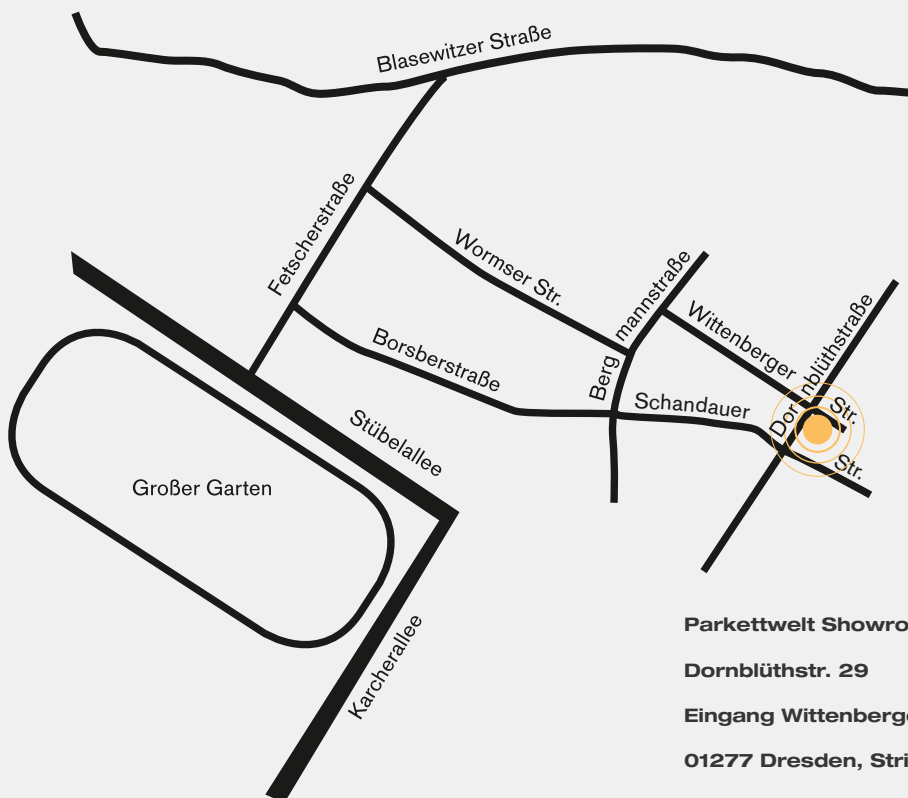 Blasewitzer Straße
Fetscherstraße
Wormser Str.
Bergmannstraße
Wittenberger Str.
Dornblüthstraße
Borsberstraße
Schandauer Str.
Stübelallee
Großer Garten
Karcherallee
Parkettwelt Showro
Dornblüthstr. 29
Eingang Wittenberge
01277 Dresden, Stri